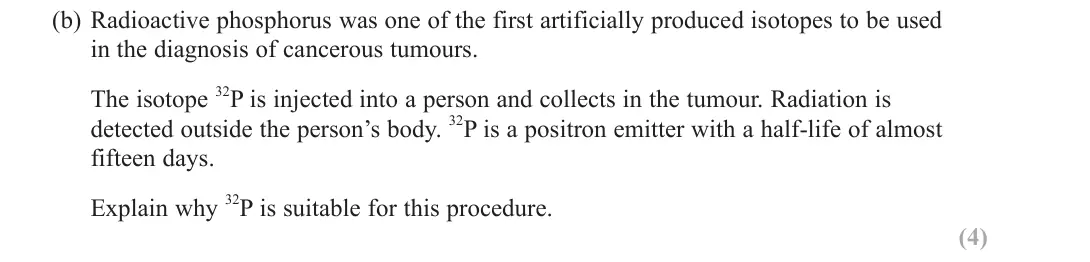 (b) Radioactive phosphorus was one of the first artificially produced isotopes to be used
in the diagnosis of cancerous tumours.
The isotope ³²P is injected into a person and collects in the tumour. Radiation is
detected outside the person’s body. ³²P is a positron emitter with a half-life of almost
fifteen days.
Explain why ³²P is suitable for this procedure.
(4)